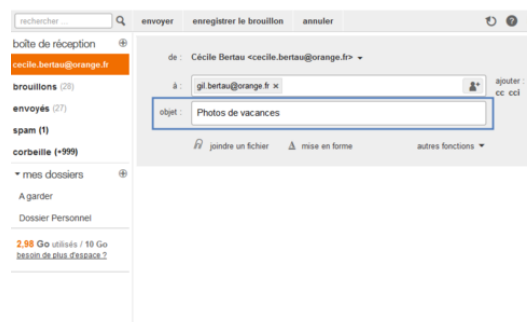 rechercher ...
envoyer enregistrer le brouillon annuler
boîte de réception
cecile.bertau@orange.fr
brouillons (28)
envoyés (27)
spam (1)
corbeille (+999)
mes dossiers
A garder
Dossier Personnel
2,98 Go utilisés / 10 Go
besoin de plus d'espace ?
de : Cécile Bertau <cecile.bertau@orange.fr>
à : gil.bertau@orange.fr ×
ajouter :
cc cci
objet : Photos de vacances
joindre un fichier mise en forme autres fonctions